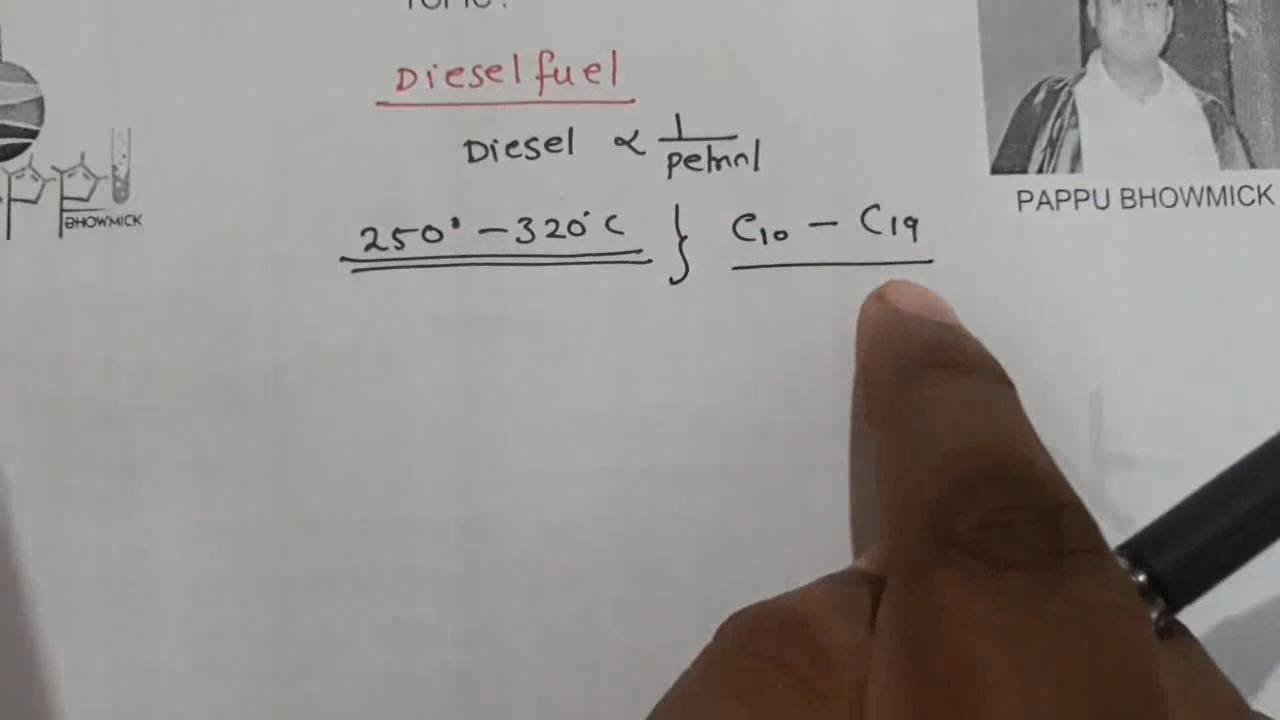 Diesel fuel
Diesel ∝ 1/petrol
250° – 320°C } C10 – C19
BHOWMICK
PAPPU BHOWMICK